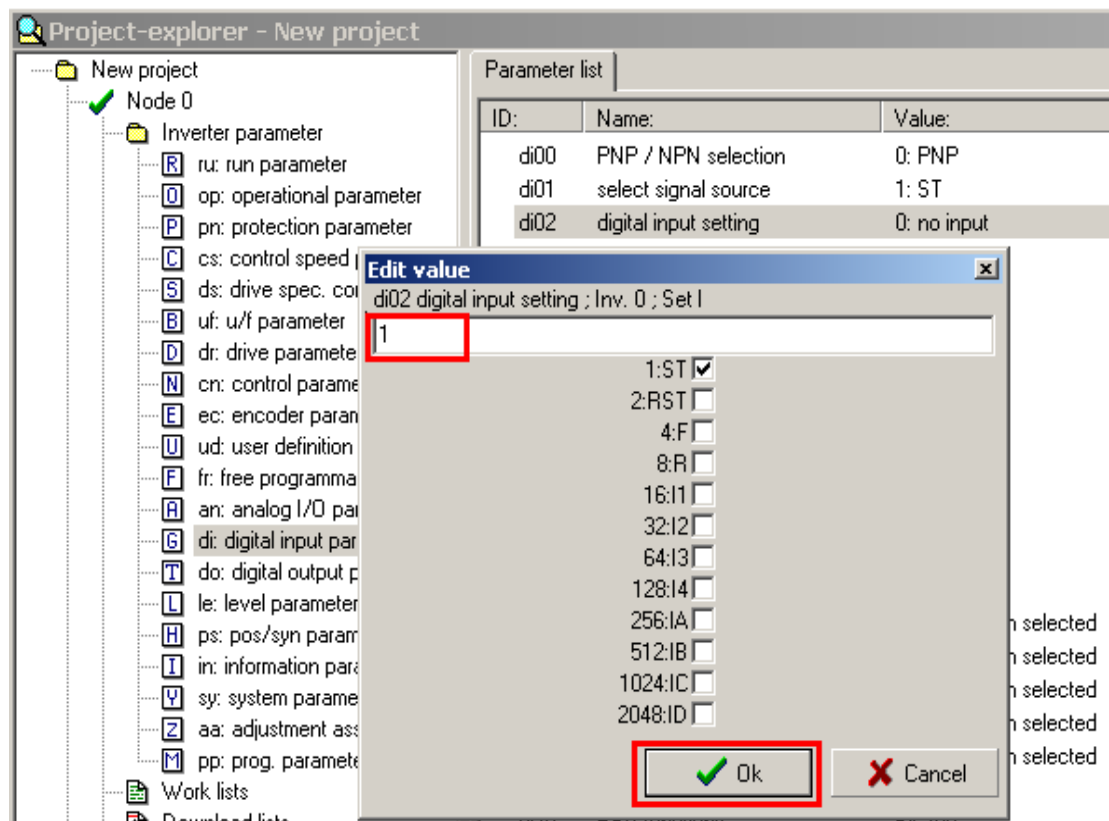 Project-explorer - New project
New project
Node 0
Inverter parameter
R ru: run parameter
O op: operational parameter
P pn: protection parameter
C cs: control speed
S ds: drive spec.
B uf: u/f parameter
D dr: drive paramete
N cn: control parame
E ec: encoder param
U ud: user definition
F fr: free programma
A an: analog I/O par
G di: digital input par
T do: digital output p
L le: level parameter
H ps: pos/syn param
I in: information para
Y sy: system parame
Z aa: adjustment ass
M pp: prog. paramete
Work lists
Download lists
Parameter list
ID: Name: Value:
di00 PNP / NPN selection 0: PNP
di01 select signal source 1: ST
di02 digital input setting 0: no input
Edit value
di02 digital input setting ; Inv. 0 ; Set I
1
1:ST
2:RST
4:F
8:R
16:I1
32:I2
64:I3
128:I4
256:IA
512:IB
1024:IC
2048:ID
Ok Cancel
n selected
n selected
n selected
n selected
n selected